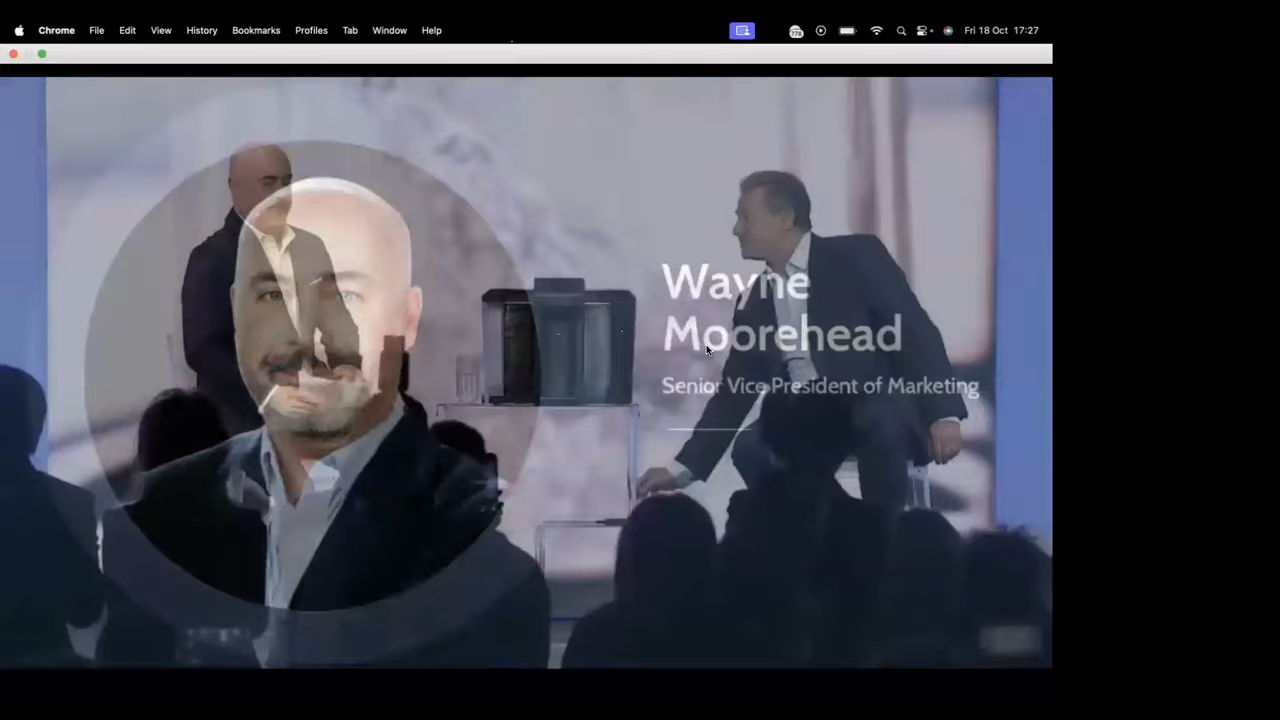 Chrome File Edit View History Bookmarks Profiles Tab Window Help 778 Fri 18 Oct 17:27
Wayne
Moorehead
Senior Vice President of Marketing